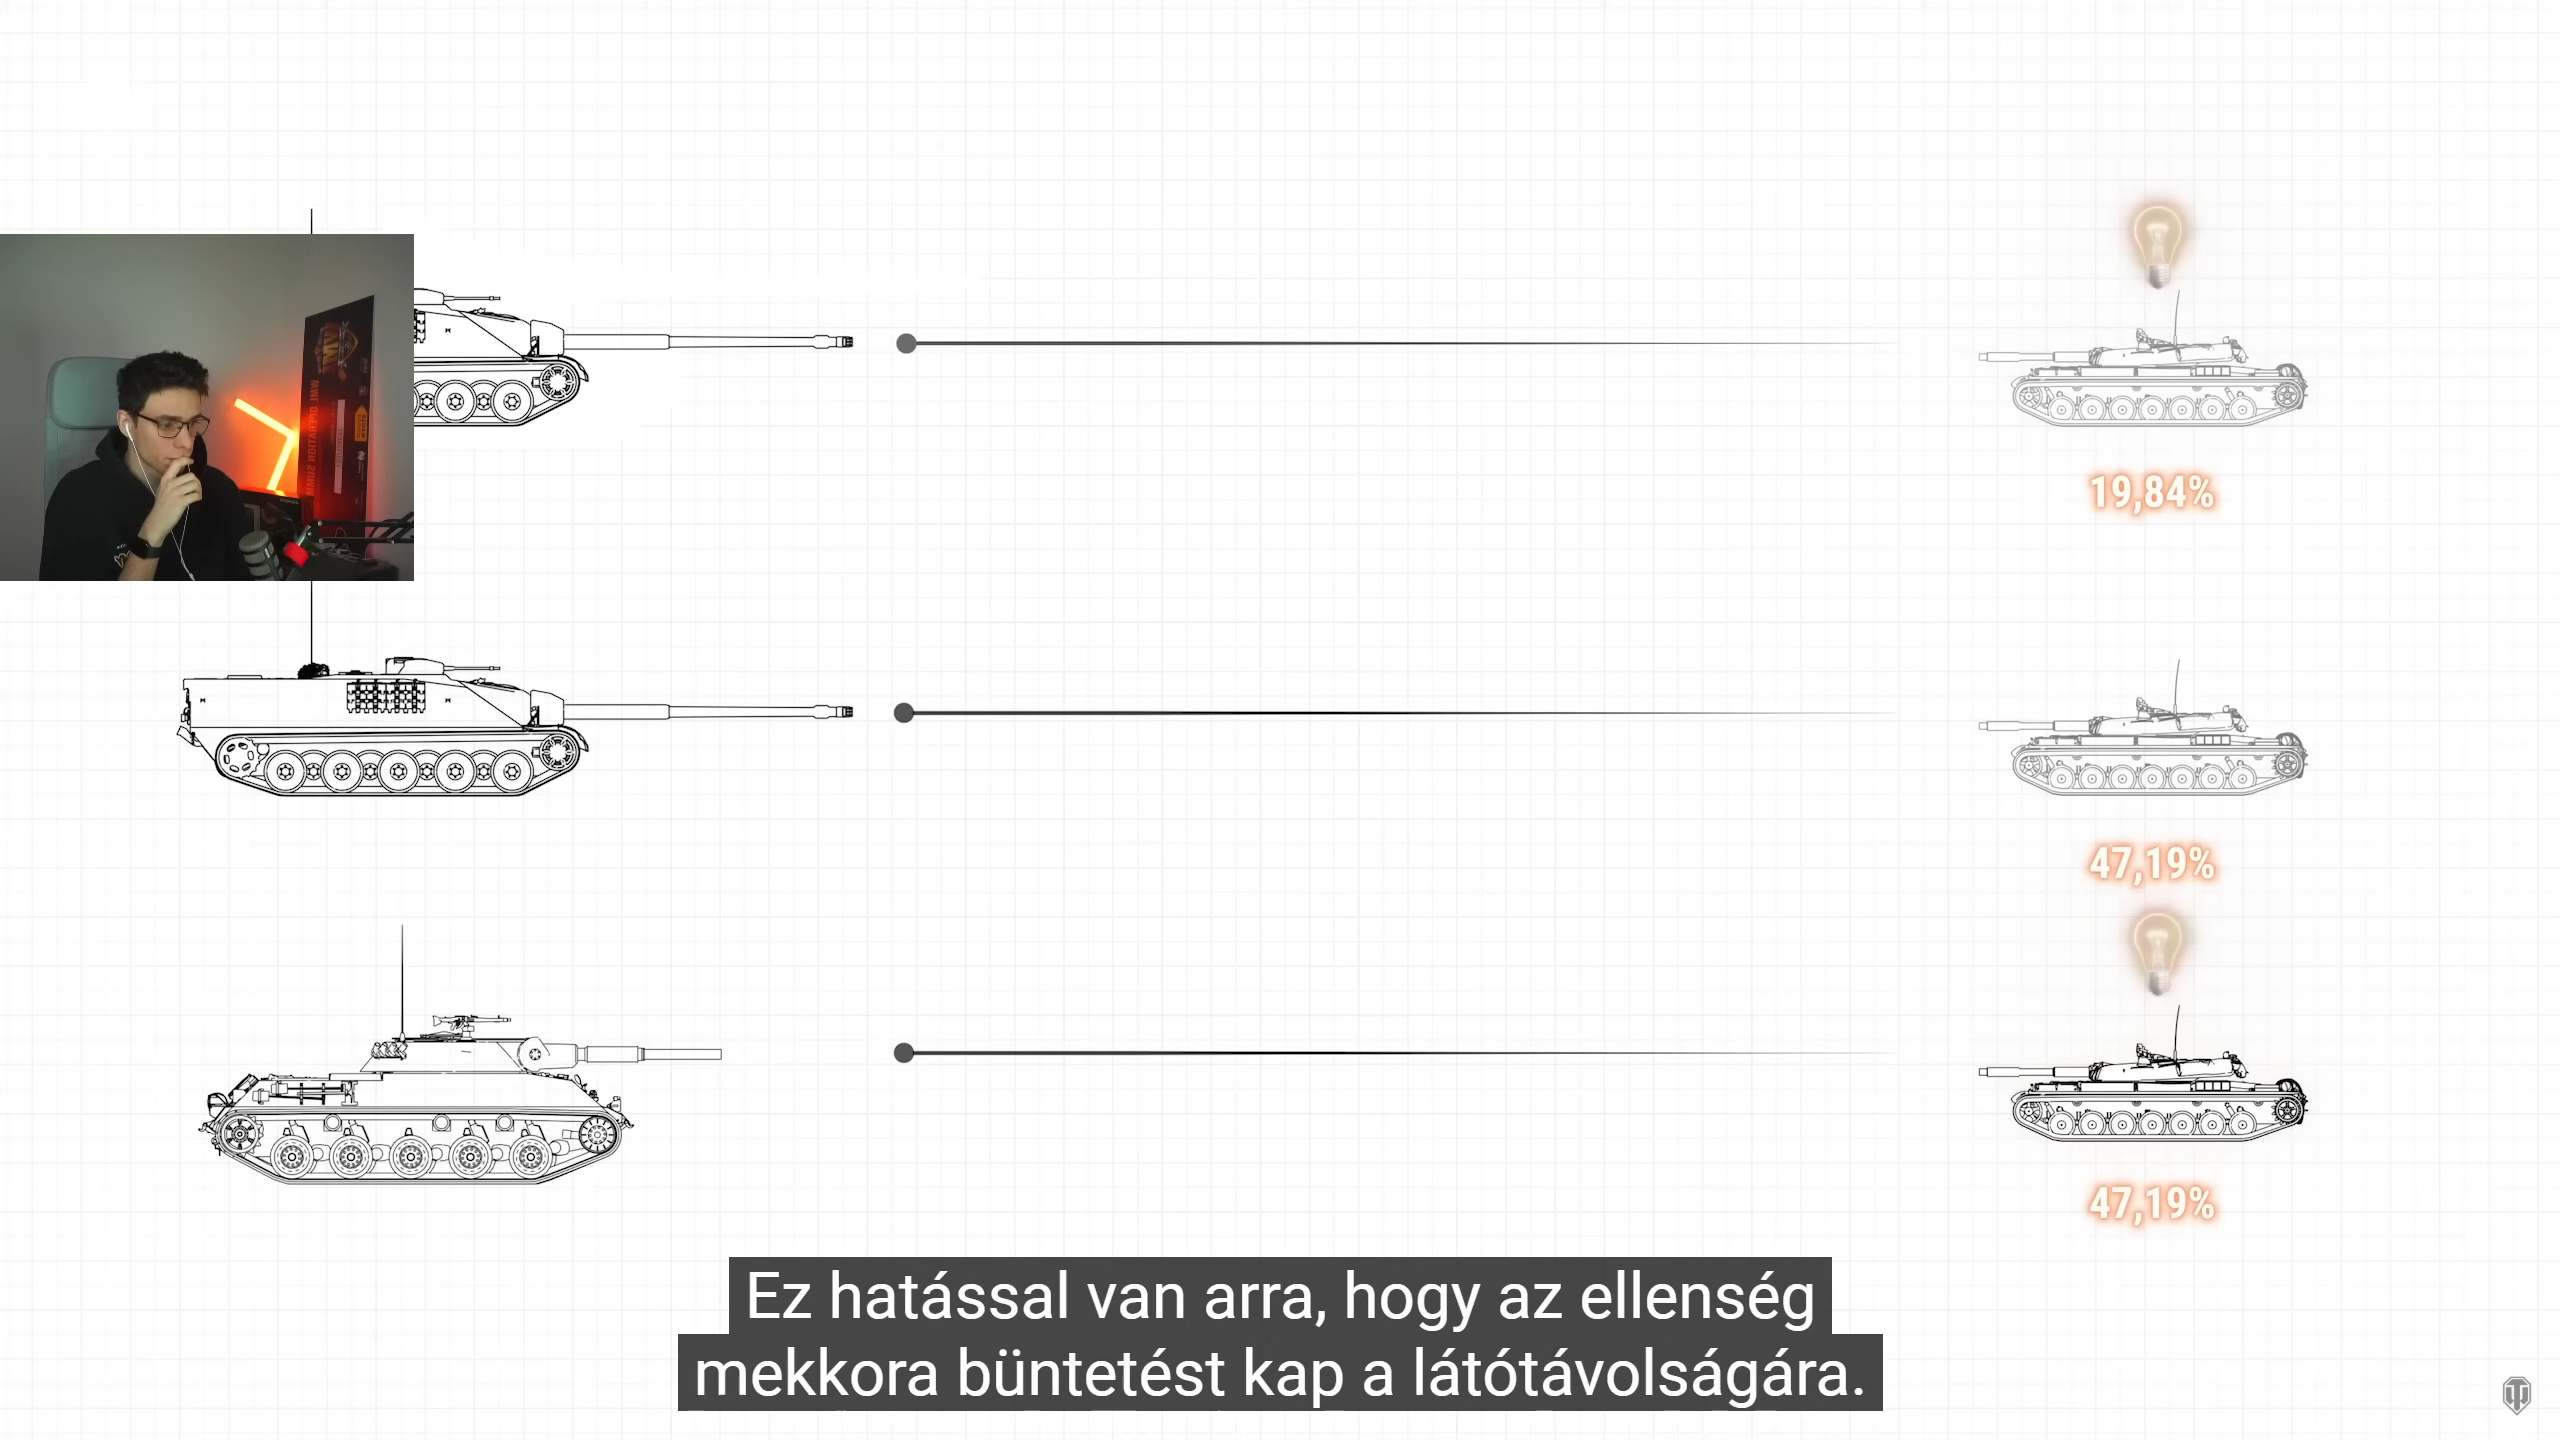 19,84%
47,19%
47,19%
Ez hatással van arra, hogy az ellenség
mekkora büntetést kap a látótávolságára.